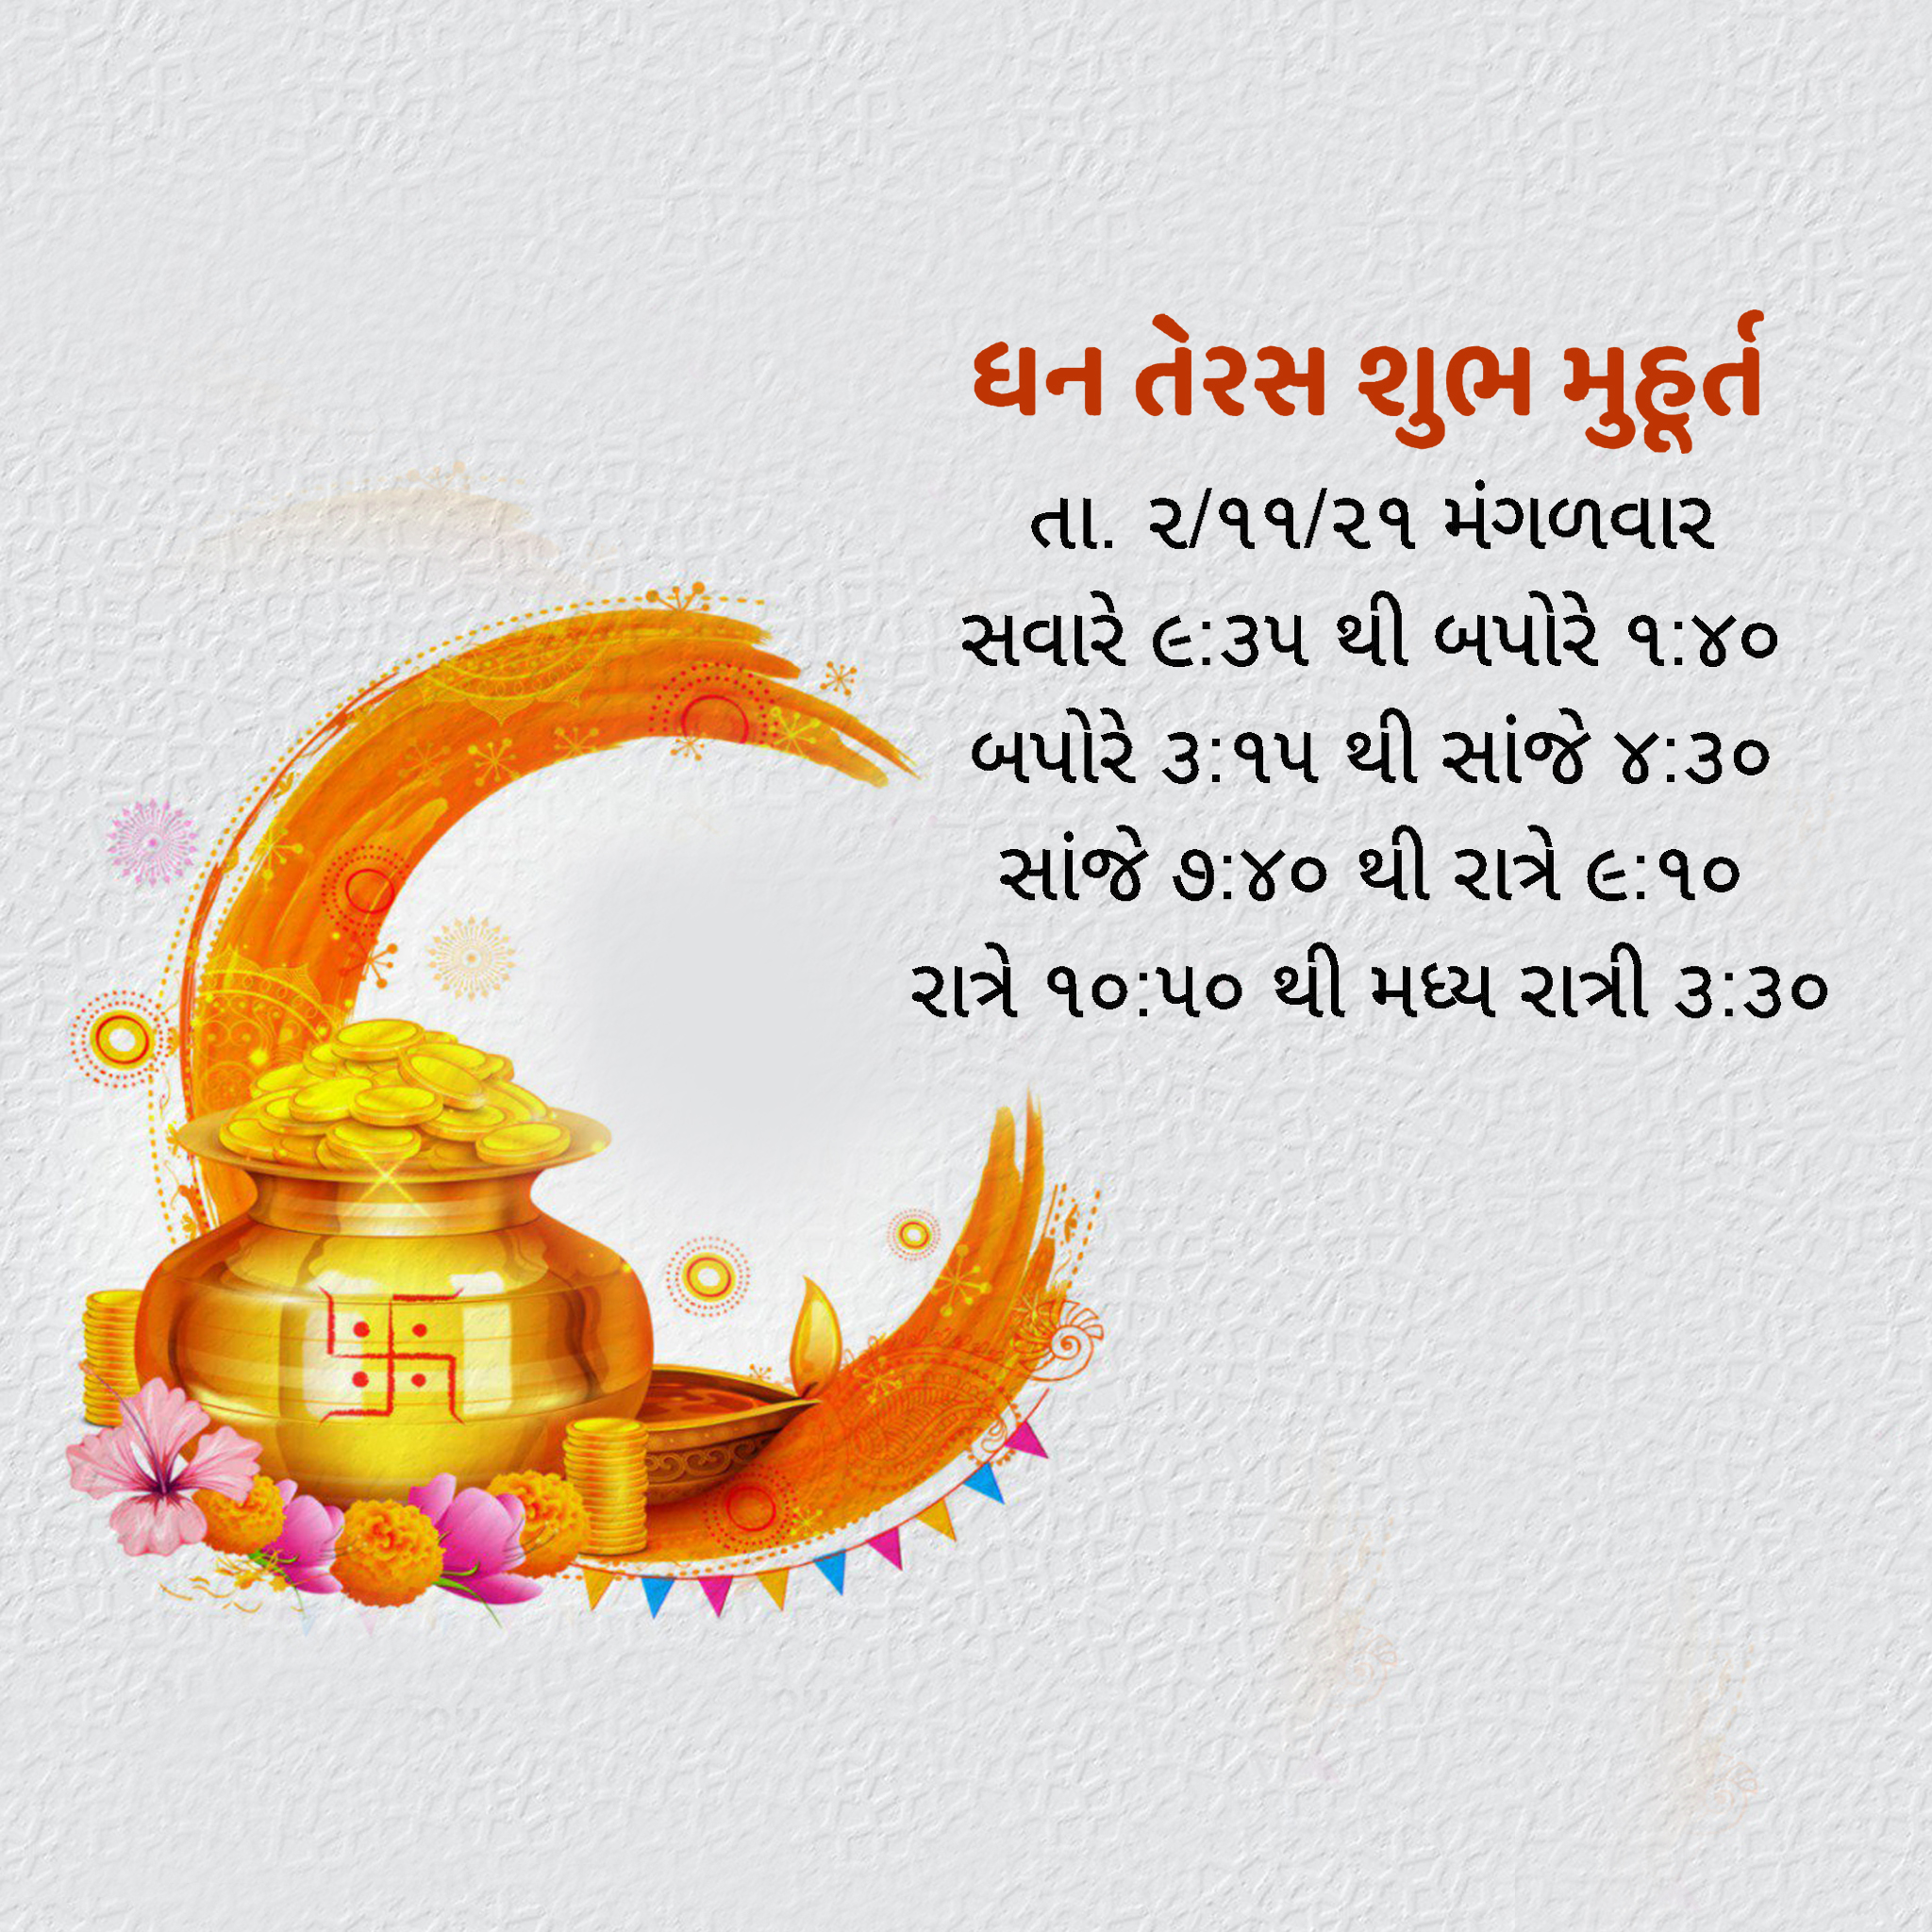 ધન તેરસ શુભ મુહૂર્ત
તા. ૨/૧૧/૨૧ મંગળવાર
સવારે ૯:૩૫ થી બપોરે ૧:૪૦
બપોરે ૩:૧૫ થી સાંજે ૪:૩૦
સાંજે ૭:૪૦ થી રાત્રે ૯:૧૦
રાત્રે ૧૦:૫૦ થી મધ્ય રાત્રી ૩:૩૦